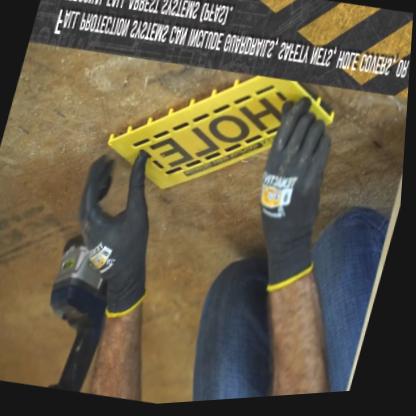 FALL PROTECTION SYSTEMS CAN INCLUDE GUARDRAILS, SAFETY NETS, HOLE COVERS, OR
FALL ARREST SYSTEMS (PFAS).
HOLE